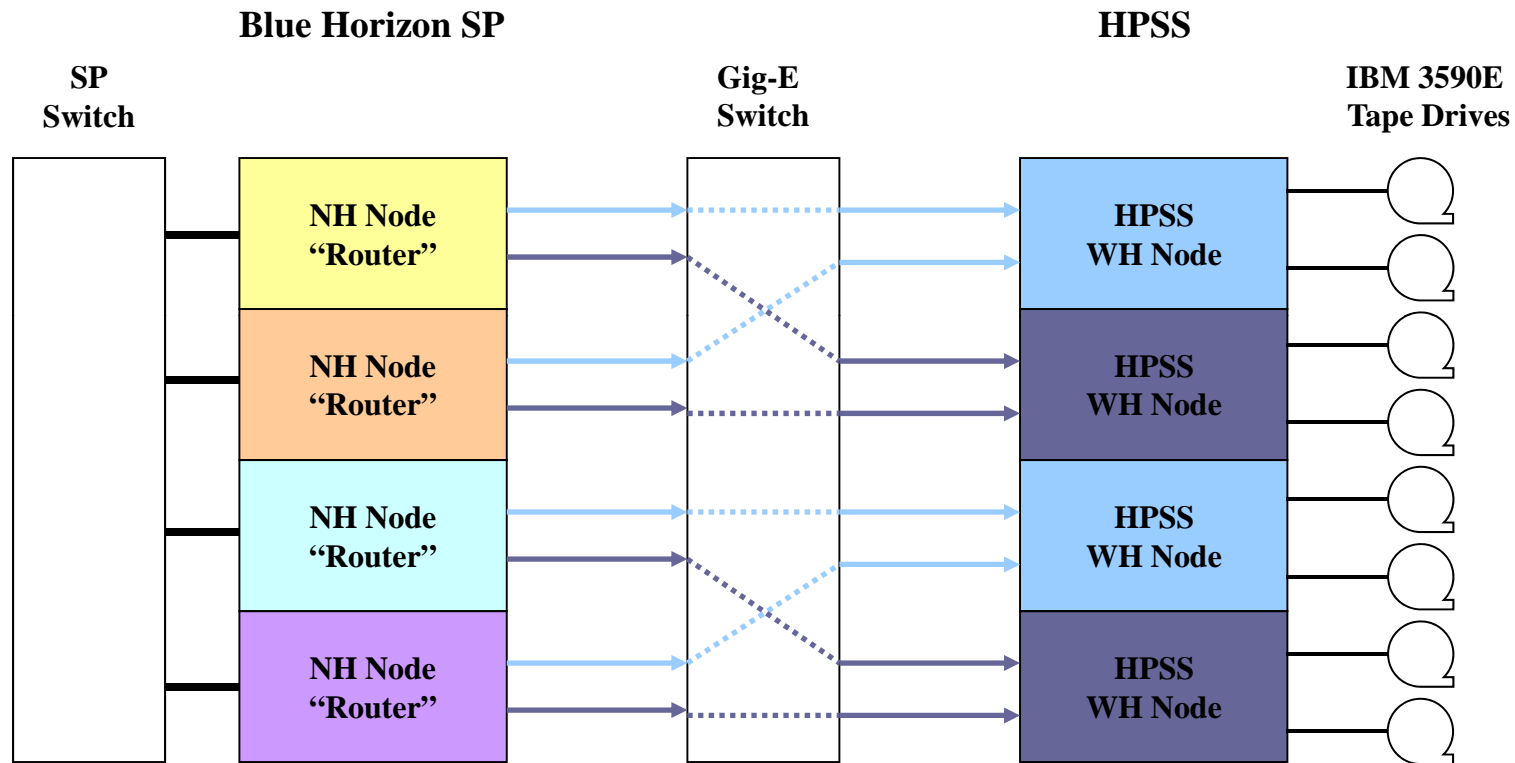 Blue Horizon SP
HPSS
SP
Switch
Gig-E
Switch
IBM 3590E
Tape Drives
NH Node
“Router”
HPSS
WH Node
NH Node
“Router”
HPSS
WH Node
NH Node
“Router”
HPSS
WH Node
NH Node
“Router”
HPSS
WH Node